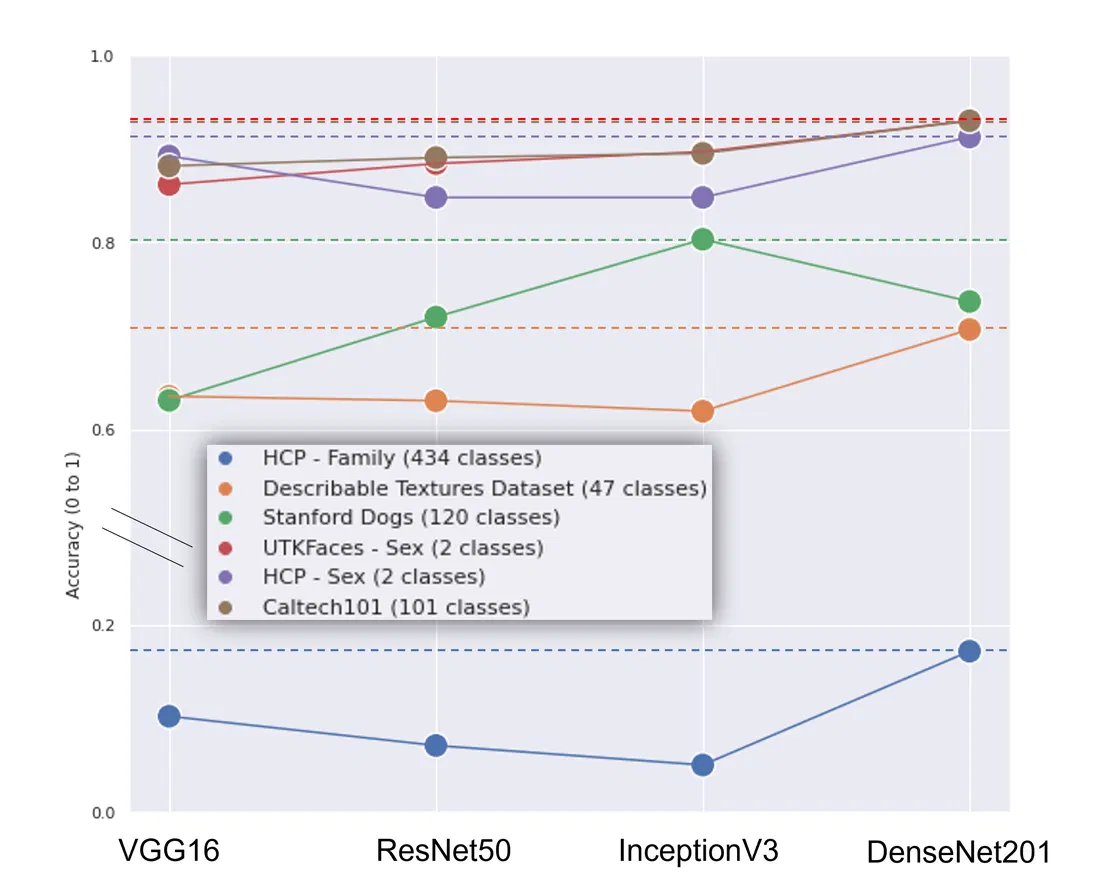 1.0
0.8
0.6
0.2
0.0
Accuracy (0 to 1)
HCP - Family (434 classes)
Describable Textures Dataset (47 classes)
Stanford Dogs (120 classes)
UTKFaces - Sex (2 classes)
HCP - Sex (2 classes)
Caltech101 (101 classes)
VGG16 ResNet50 InceptionV3 DenseNet201